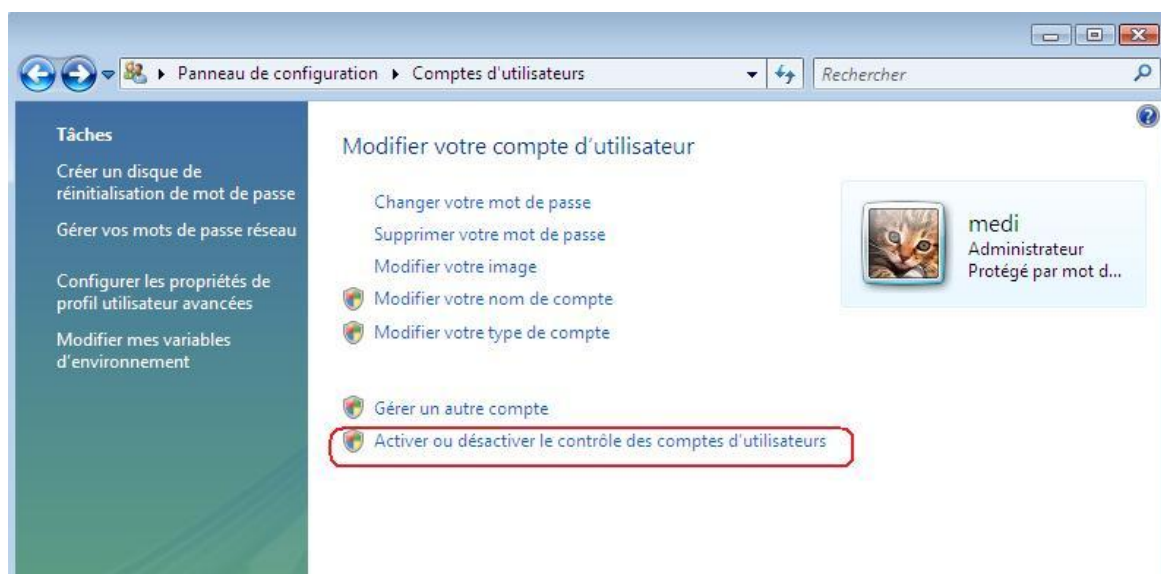 Panneau de configuration ▸ Comptes d'utilisateurs
Rechercher
Tâches
Créer un disque de
réinitialisation de mot de passe
Gérer vos mots de passe réseau
Configurer les propriétés de
profil utilisateur avancées
Modifier mes variables
d'environnement
Modifier votre compte d'utilisateur
Changer votre mot de passe
Supprimer votre mot de passe
Modifier votre image
Modifier votre nom de compte
Modifier votre type de compte
Gérer un autre compte
Activer ou désactiver le contrôle des comptes d'utilisateurs
medi
Administrateur
Protégé par mot d...